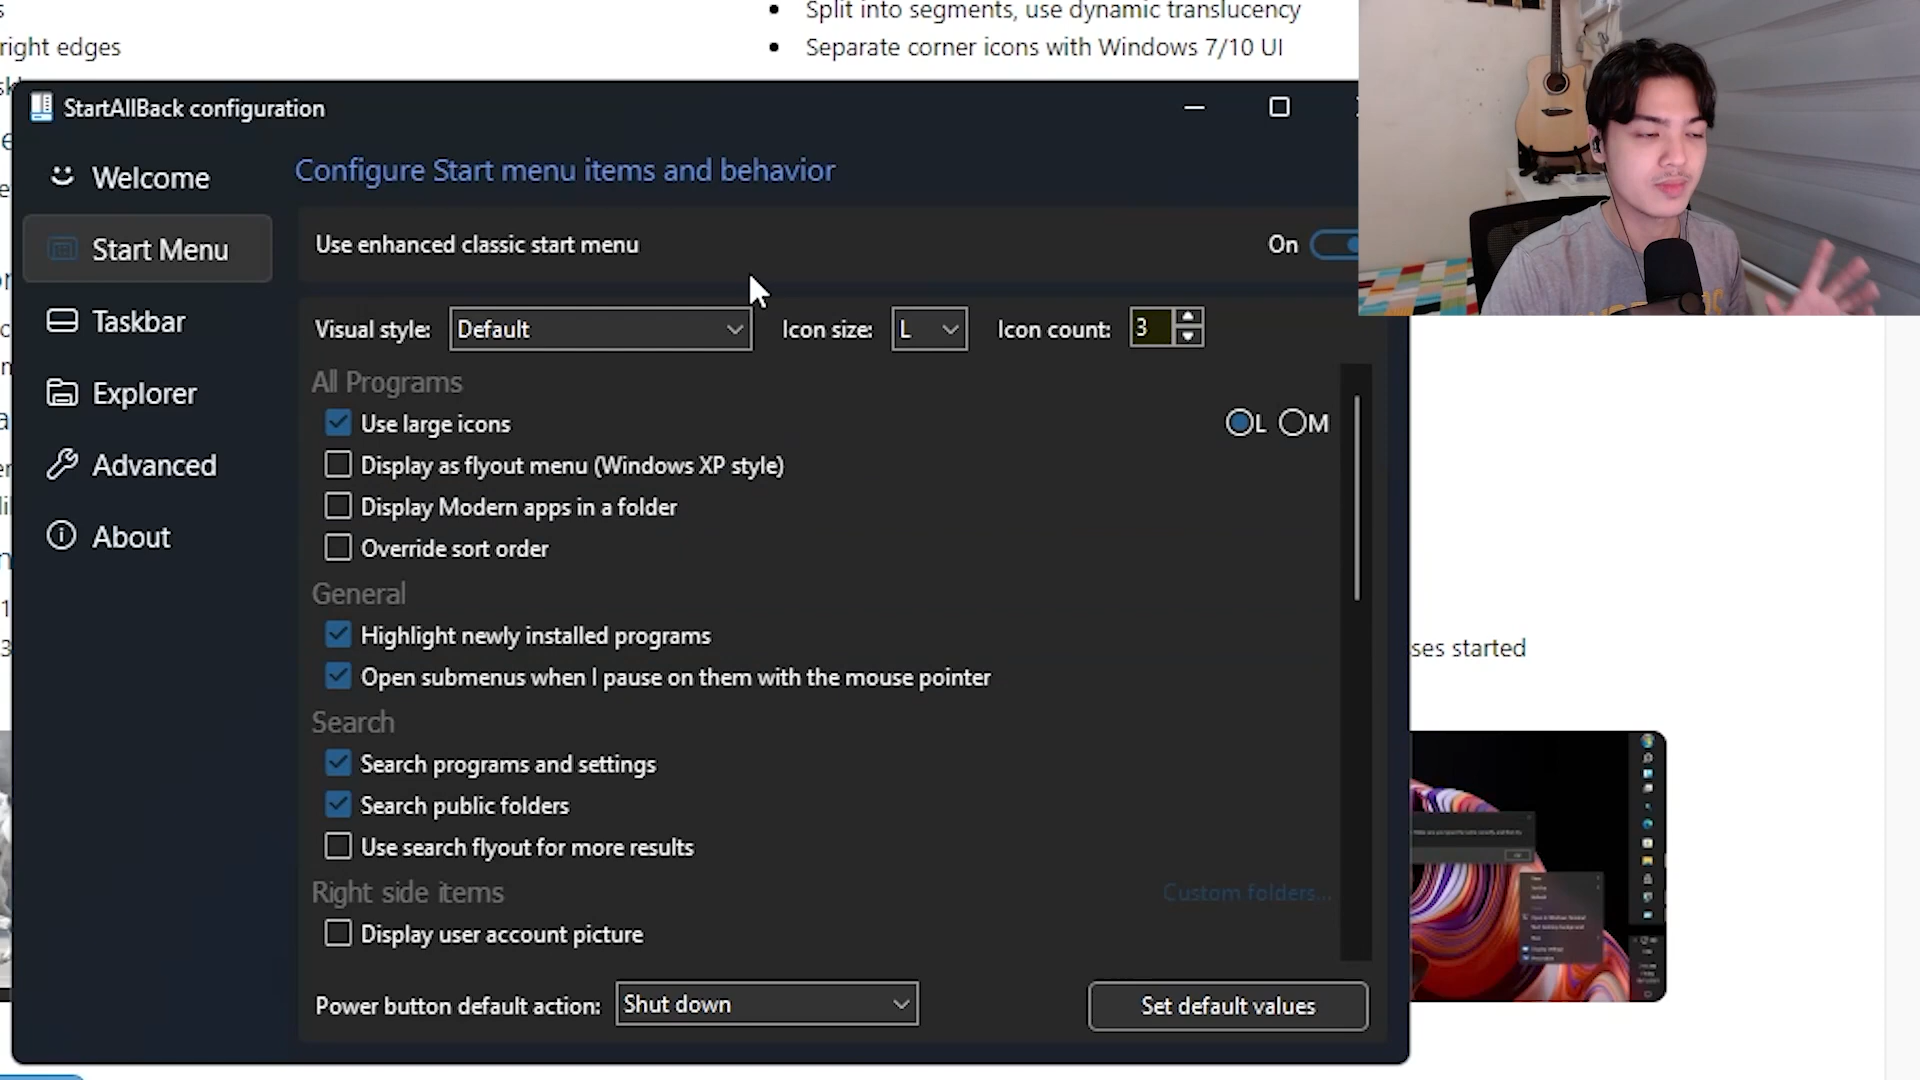 Split into segments, use dynamic translucency
right edges
Separate corner icons with Windows 7/10 UI
StartAllBack configuration
Welcome
Start Menu
Taskbar
Explorer
Advanced
About
Configure Start menu items and behavior
Use enhanced classic start menu
On
Visual style:
Default
Icon size:
L
Icon count:
3
All Programs
Use large icons
L
M
Display as flyout menu (Windows XP style)
Display Modern apps in a folder
Override sort order
General
Highlight newly installed programs
Open submenus when I pause on them with the mouse pointer
Search
Search programs and settings
Search public folders
Use search flyout for more results
Right side items
Custom folders...
Display user account picture
Power button default action:
Shut down
Set default values
ses started